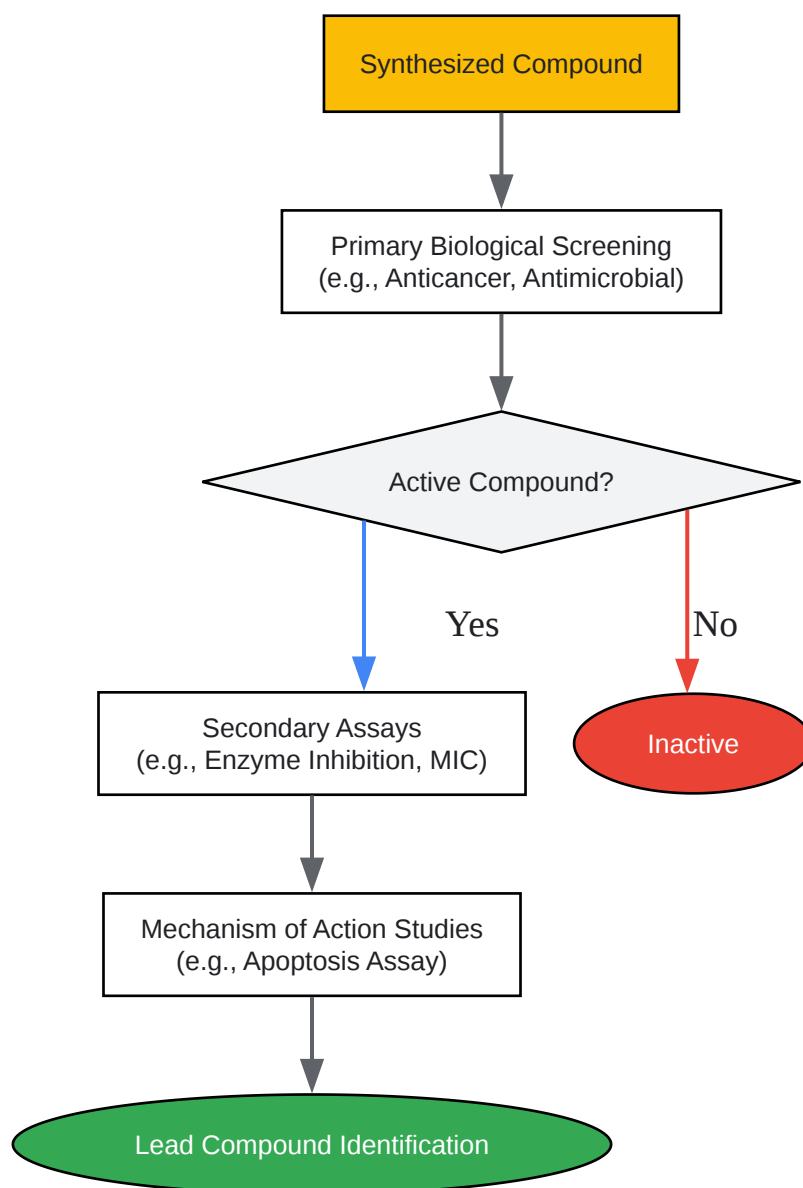 Synthesized Compound
Primary Biological Screening
(e.g., Anticancer, Antimicrobial)
Active Compound?
Yes
No
Secondary Assays
(e.g., Enzyme Inhibition, MIC)
Inactive
Mechanism of Action Studies
(e.g., Apoptosis Assay)
Lead Compound Identification